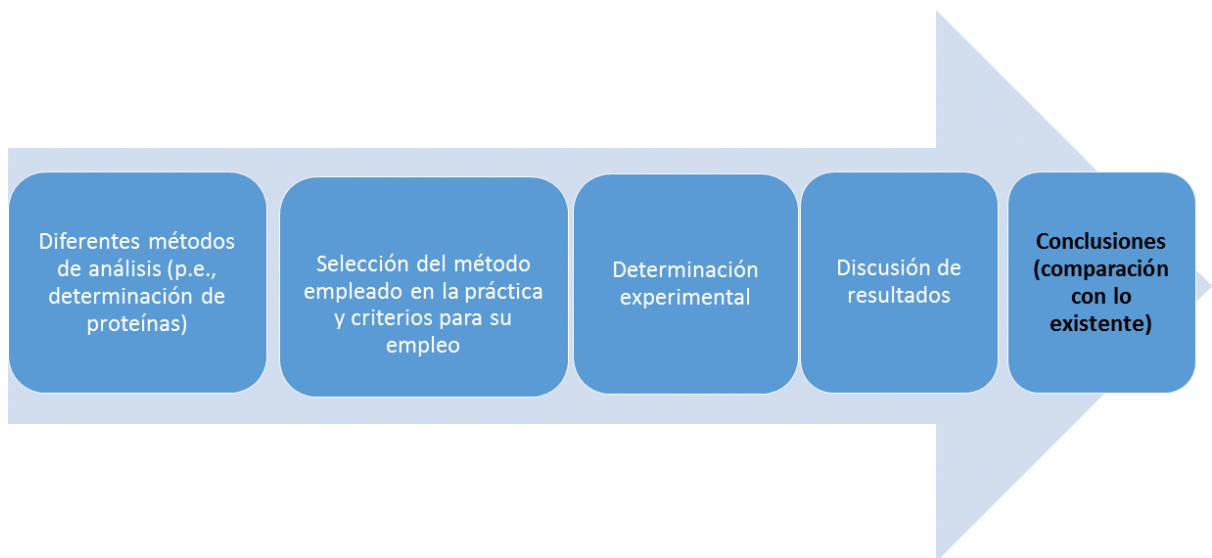 Diferentes métodos
de análisis (p.e.,
determinación de
proteínas)
Selección del método
empleado en la práctica
y criterios para su
empleo
Determinación
experimental
Discusión de
resultados
Conclusiones
(comparación
con lo
existente)